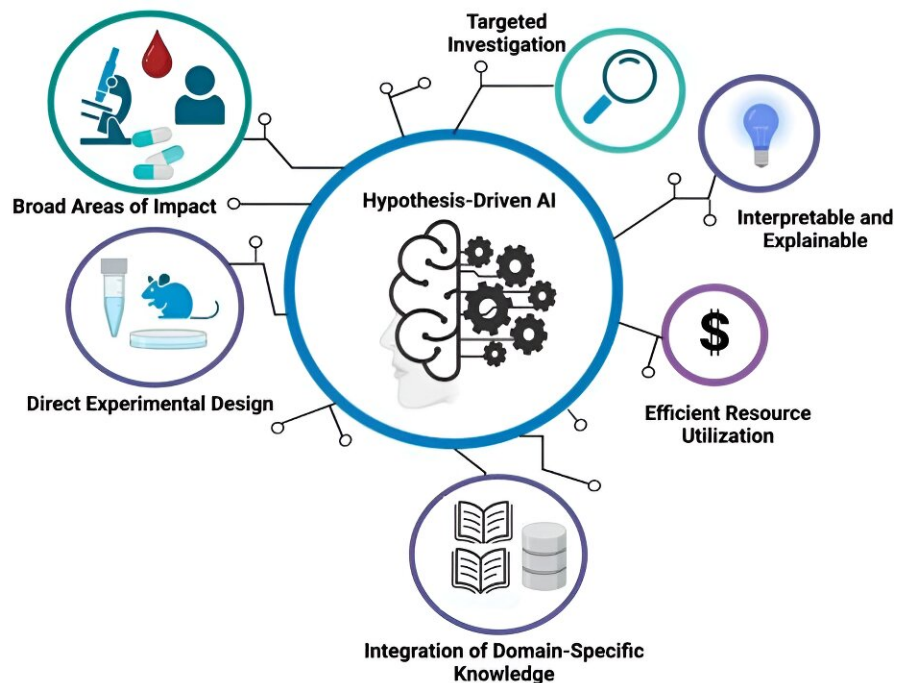 Targeted
Investigation
Broad Areas of Impact
Hypothesis-Driven AI
Interpretable and
Explainable
Direct Experimental Design
$
Efficient Resource
Utilization
Integration of Domain-Specific
Knowledge